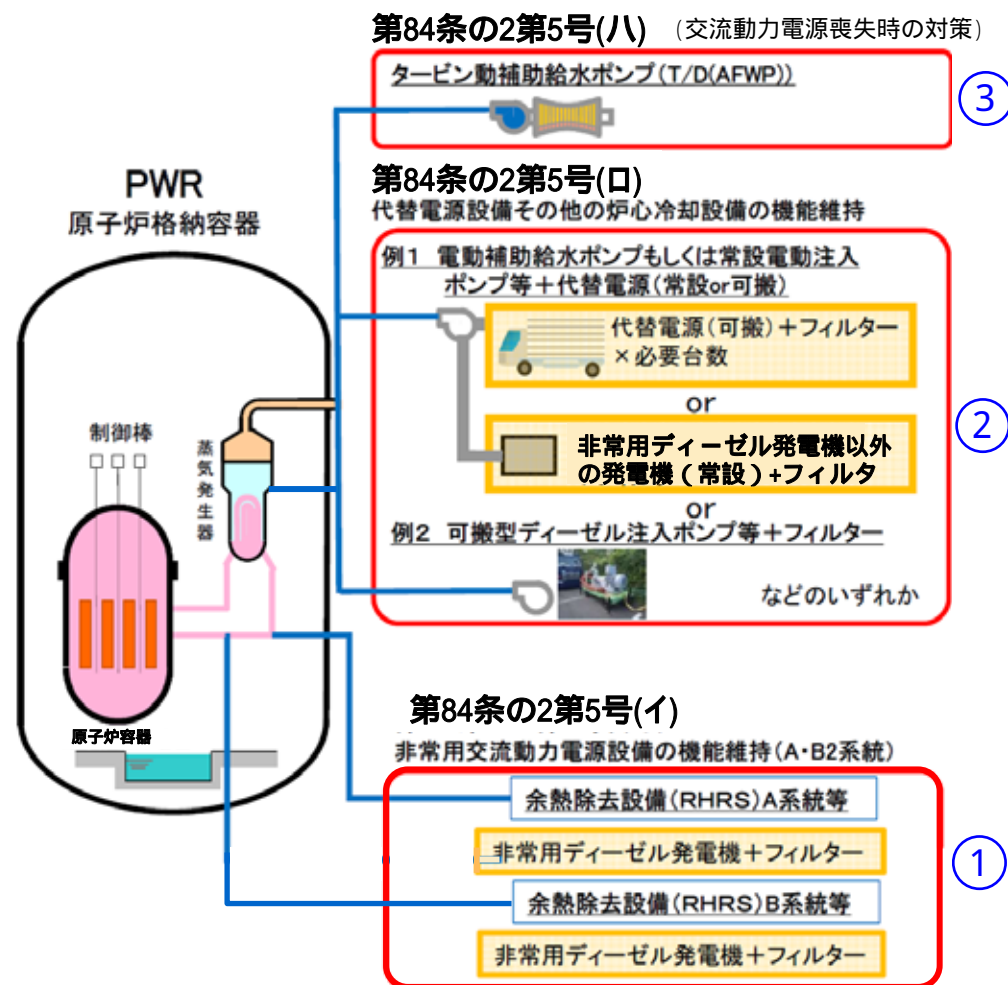 第84条の2第5号(ハ) (交流動力電源喪失時の対策)
タービン動補助給水ポンプ(T/D(AFWP))
③
PWR
原子炉格納容器
第84条の2第5号(ロ)
代替電源設備その他の炉心冷却設備の機能維持
例1 電動補助給水ポンプもしくは常設電動注入
ポンプ等+代替電源(常設or可搬)
代替電源(可搬)+フィルター
×必要台数
or
非常用ディーゼル発電機以外
の発電機(常設)+フィルタ
or
例2 可搬型ディーゼル注入ポンプ等+フィルター
などのいずれか
②
制御棒
蒸気発生器
原子炉容器
第84条の2第5号(イ)
非常用交流動力電源設備の機能維持(A・B2系統)
余熱除去設備(RHRS)A系統等
非常用ディーゼル発電機+フィルター
余熱除去設備(RHRS)B系統等
非常用ディーゼル発電機+フィルター
①